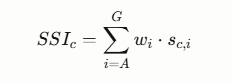 SSI_c = \sum_{i=A}^{G} w_i \cdot s_{c,i}